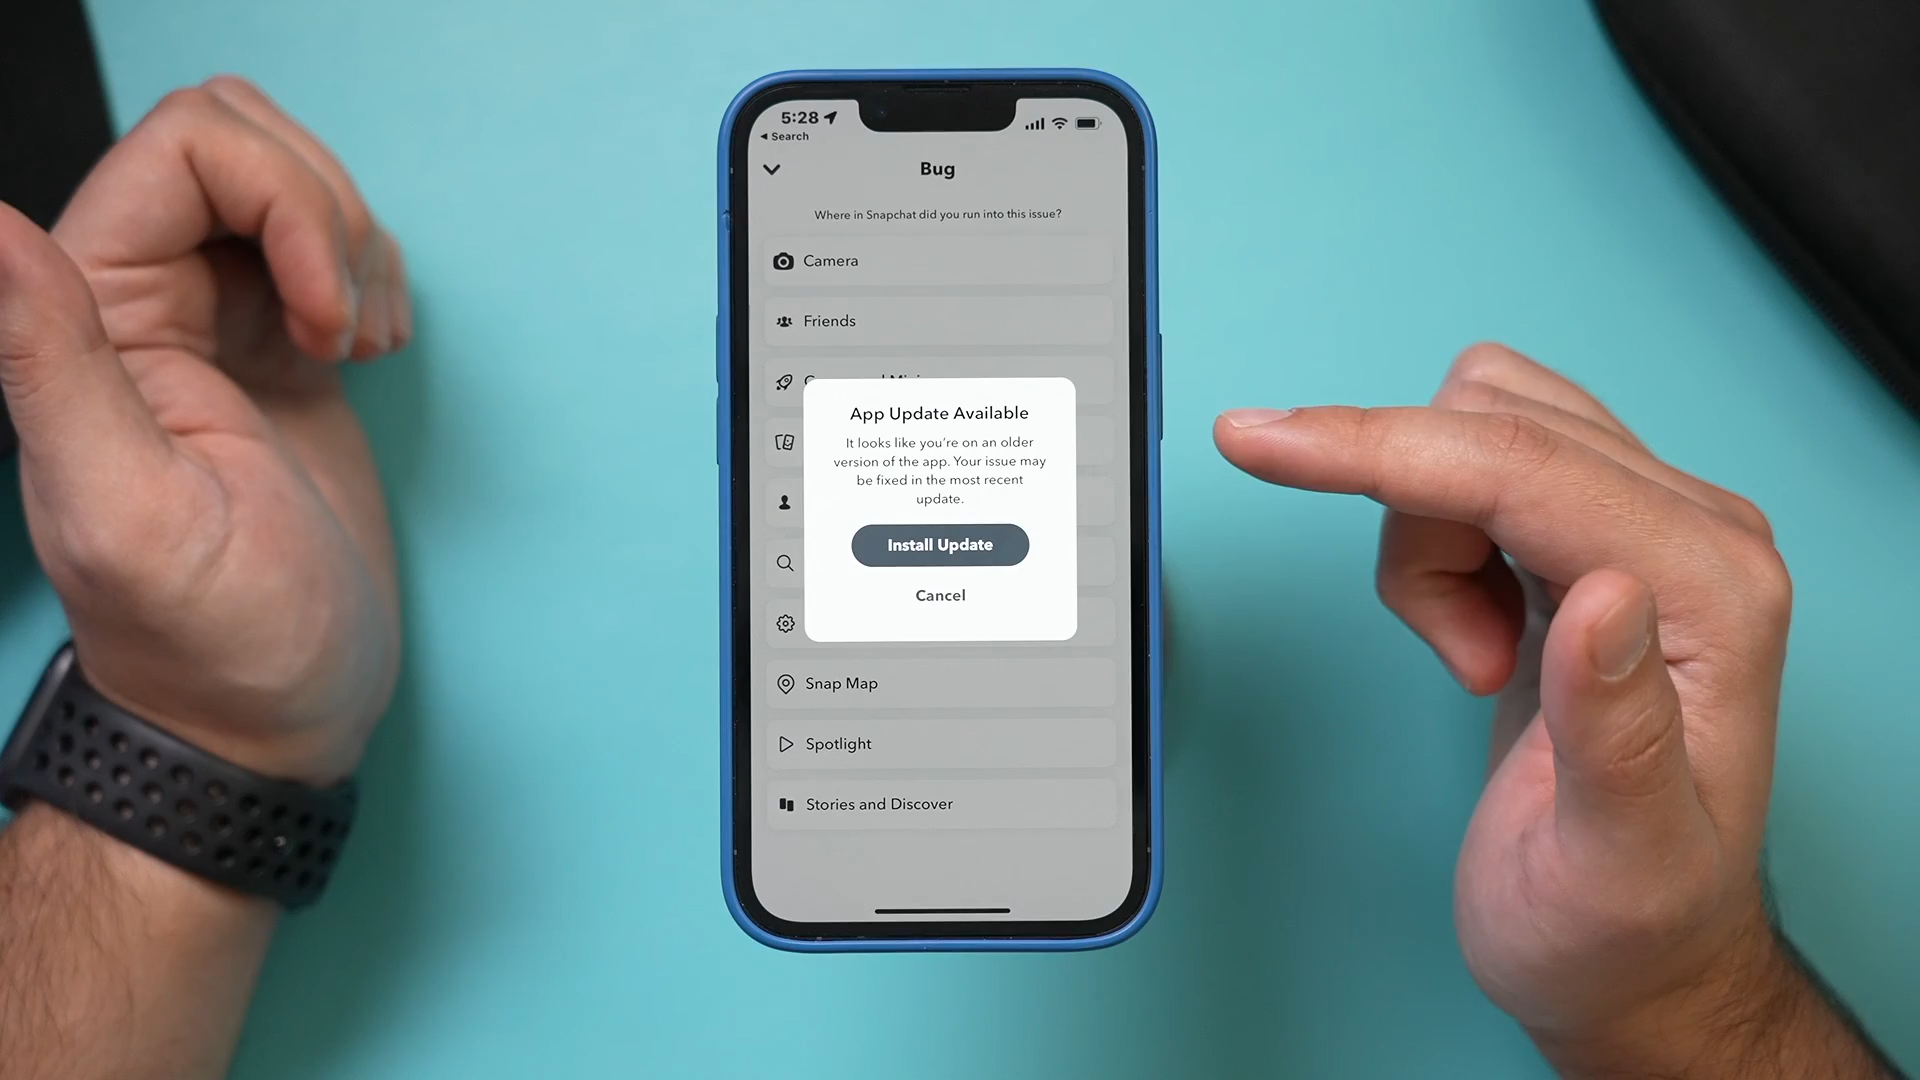 5:28
Search
Bug
Where in Snapchat did you run into this issue?
Camera
Friends
App Update Available
It looks like you're on an older
version of the app. Your issue may
be fixed in the most recent
update.
Install Update
Cancel
Snap Map
Spotlight
Stories and Discover